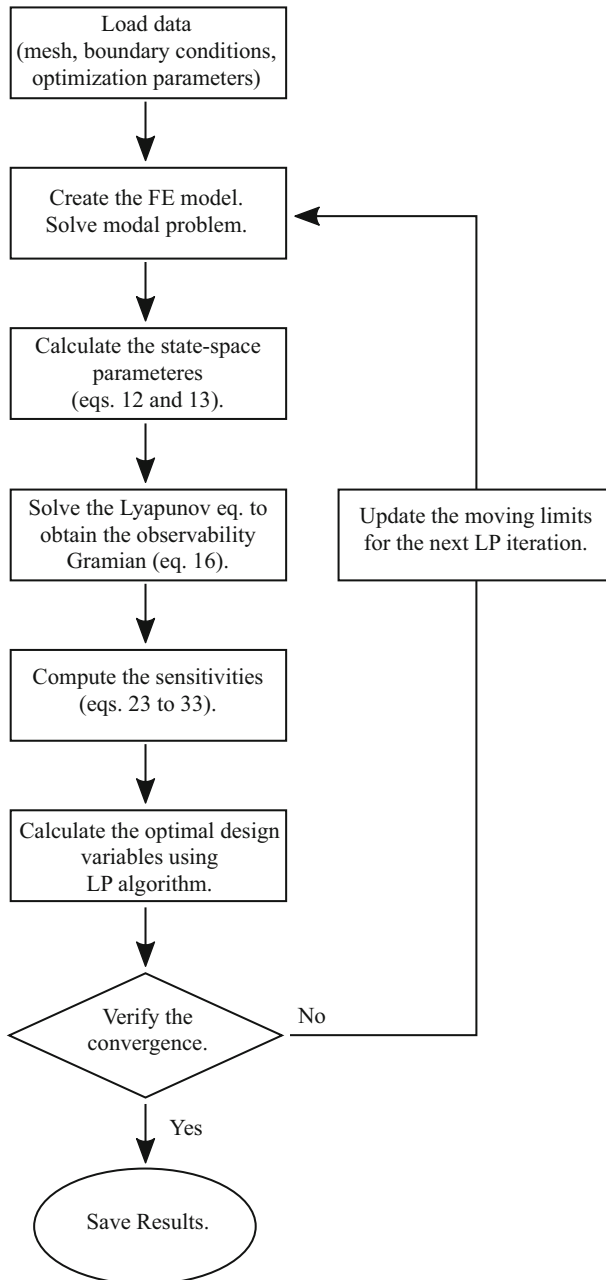 Load data
(mesh, boundary conditions,
optimization parameters)
Create the FE model.
Solve modal problem.
Calculate the state-space
parameteres
(eqs. 12 and 13).
Solve the Lyapunov eq. to
obtain the observability
Gramian (eq. 16).
Update the moving limits
for the next LP iteration.
Compute the sensitivities
(eqs. 23 to 33).
Calculate the optimal design
variables using
LP algorithm.
Verify the
convergence.
No
Yes
Save Results.